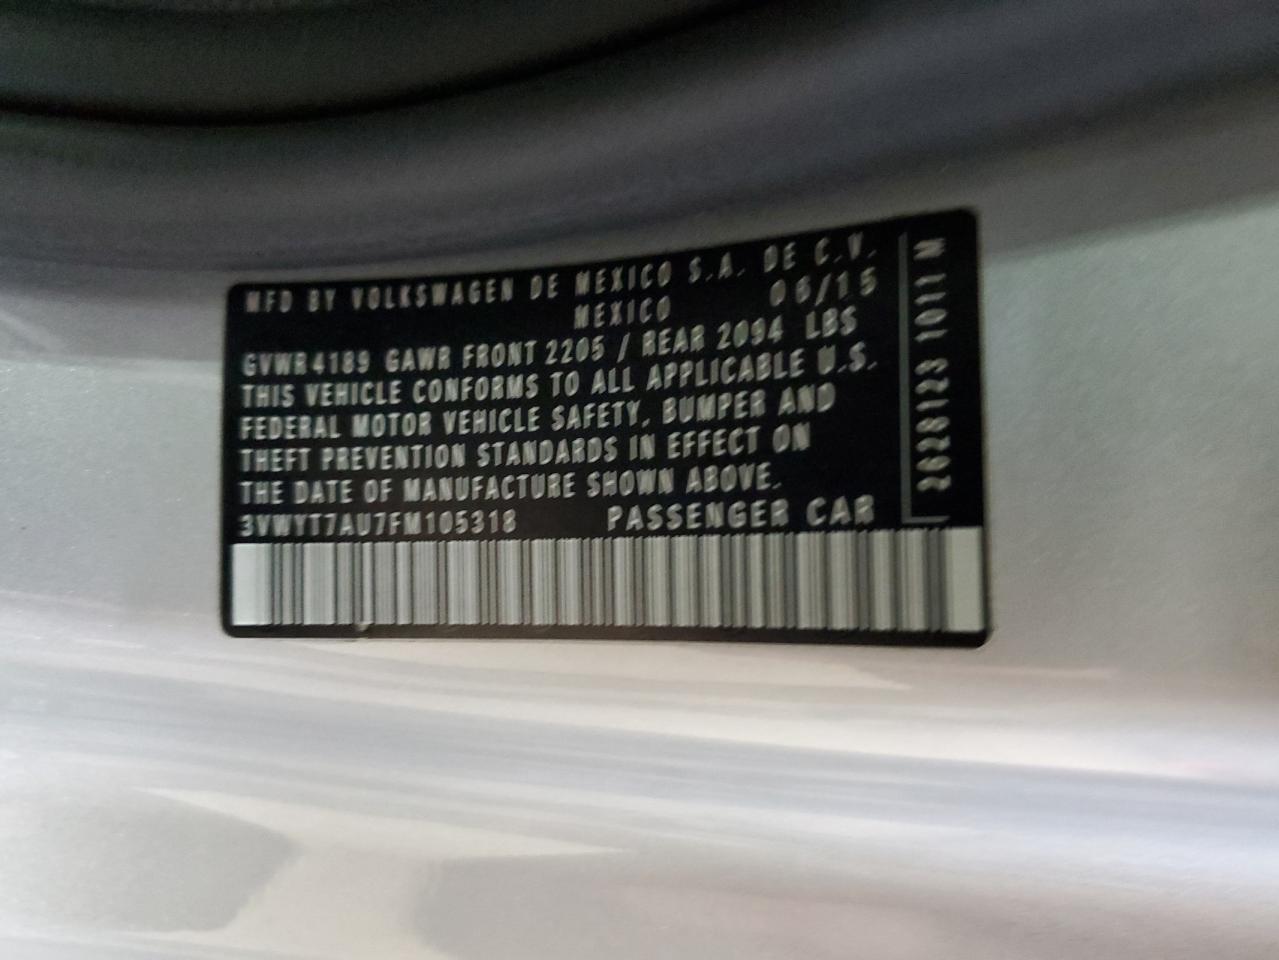 MFD BY VOLKSWAGEN DE MEXICO S.A. DE C.V.
MEXICO 06/15
GVWR 4189 GAWR FRONT 2205 / REAR 2094 LBS
THIS VEHICLE CONFORMS TO ALL APPLICABLE U.S.
FEDERAL MOTOR VEHICLE SAFETY, BUMPER AND
THEFT PREVENTION STANDARDS IN EFFECT ON
THE DATE OF MANUFACTURE SHOWN ABOVE.
3VWYT7AU7FM105318 PASSENGER CAR
2628123 1011 M